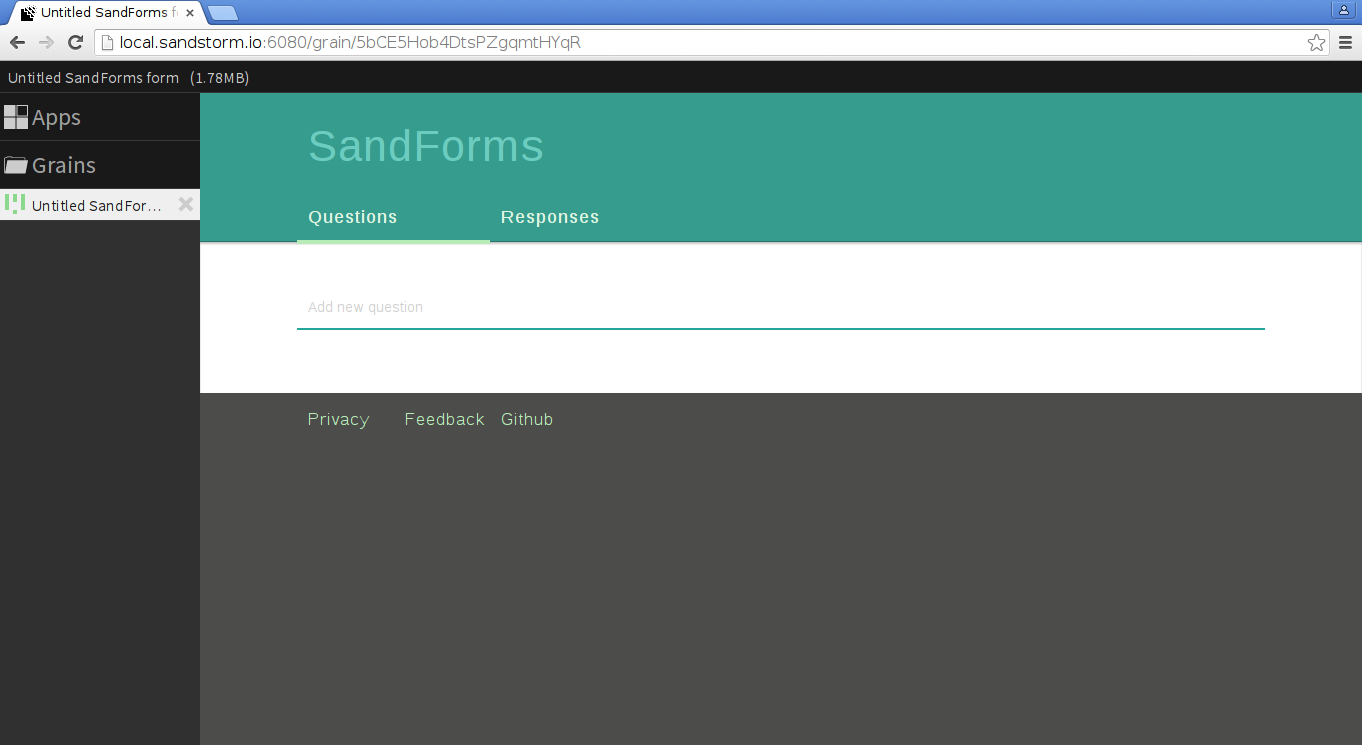 Untitled SandForms f
local.sandstorm.io:6080/grain/5bCE5Hob4DtsPZgqmtHYqR
Untitled SandForms form (1.78MB)
Apps
Grains
Untitled SandFor...
SandForms
Questions Responses
Add new question
Privacy Feedback Github